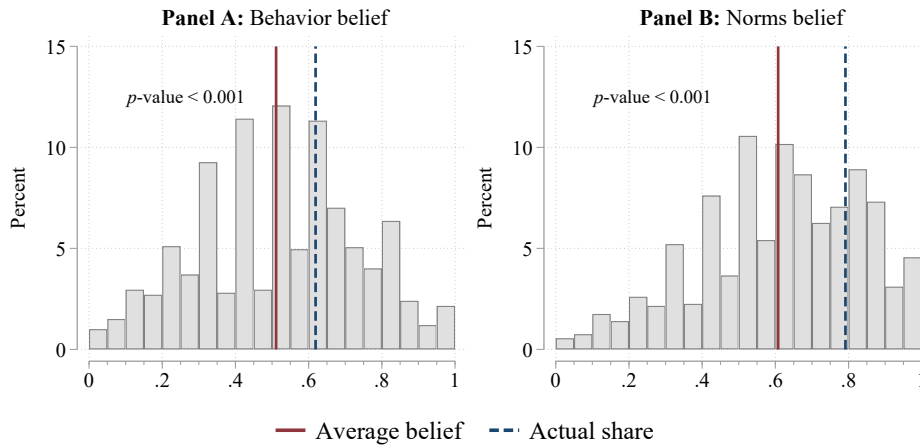 Panel A: Behavior belief
15
10
5
0
Percent
p-value < 0.001
0 .2 .4 .6 .8 1
Panel B: Norms belief
15
10
5
0
Percent
p-value < 0.001
0 .2 .4 .6 .8 1
Average belief Actual share